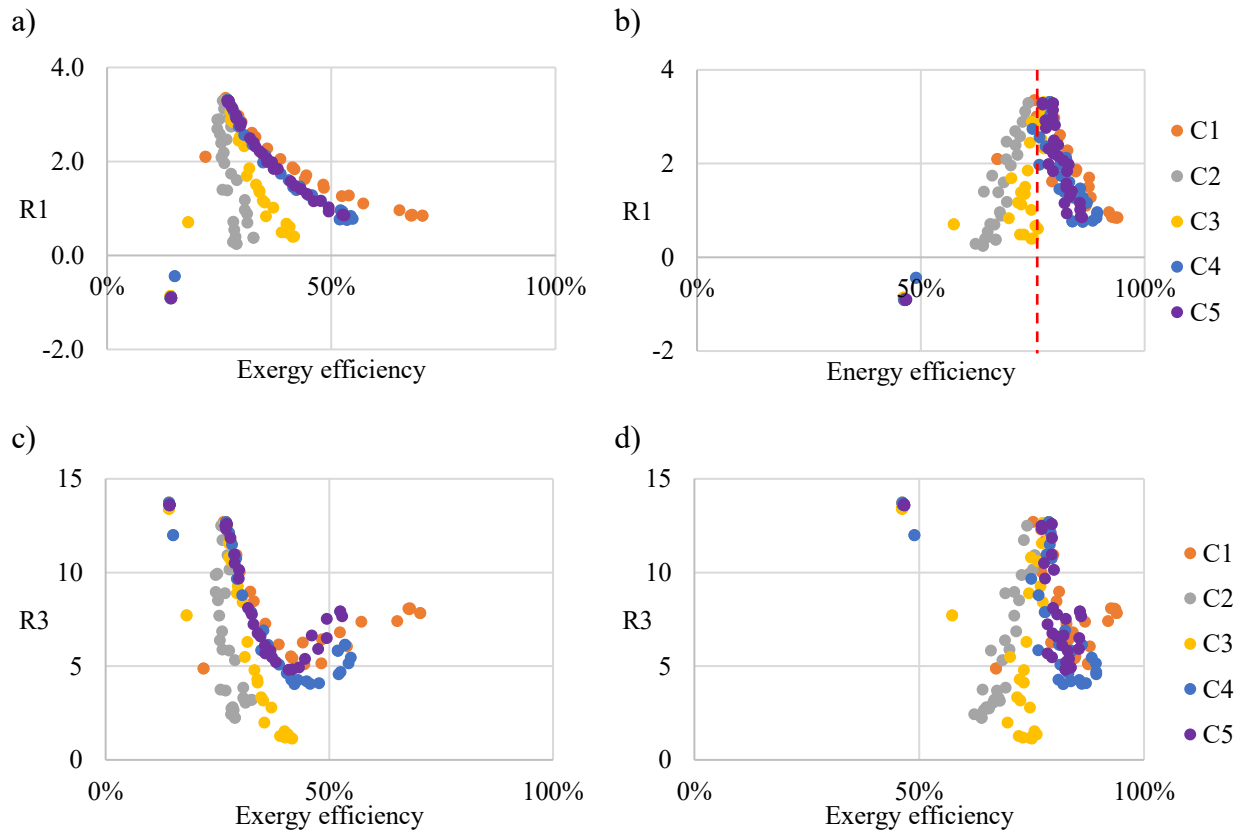 a)
4.0
2.0
R1
0.0
0% 50% 100%
-2.0
Exergy efficiency
b)
4
2
R1
0
0% 50% 100%
-2
Energy efficiency
C1
C2
C3
C4
C5
c)
15
10
R3
5
0
0% 50% 100%
Exergy efficiency
d)
15
10
R3
5
0
0% 50% 100%
Exergy efficiency
C1
C2
C3
C4
C5